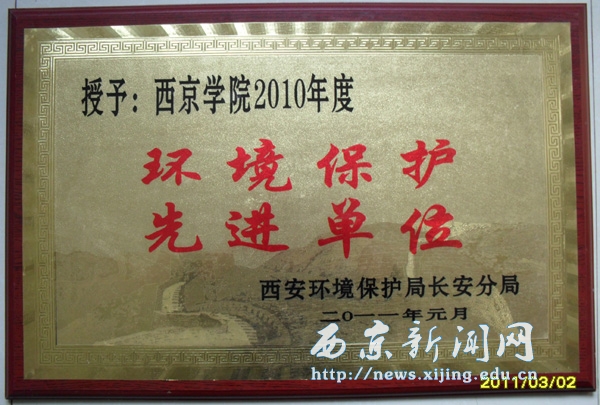 授予：西京学院2010年度
环境保护
先进单位
西安环境保护局长安分局
二0一一年元月
西京新闻网
http://news.xijing.edu.cn
2011/03/02